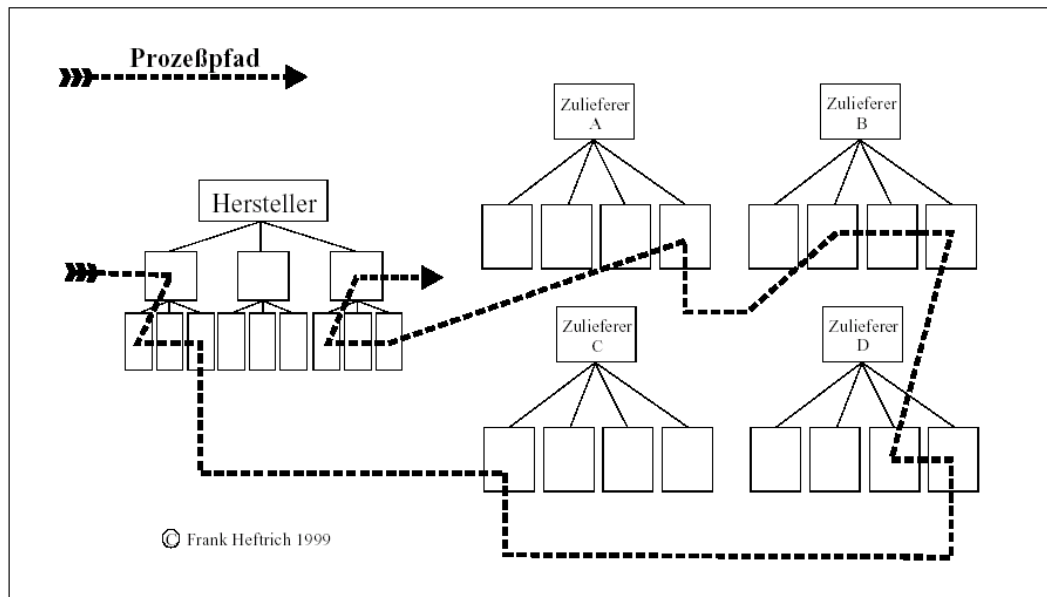 Prozeßpfad
Zulieferer
A
Zulieferer
B
Hersteller
Zulieferer
C
Zulieferer
D
© Frank Heftrich 1999